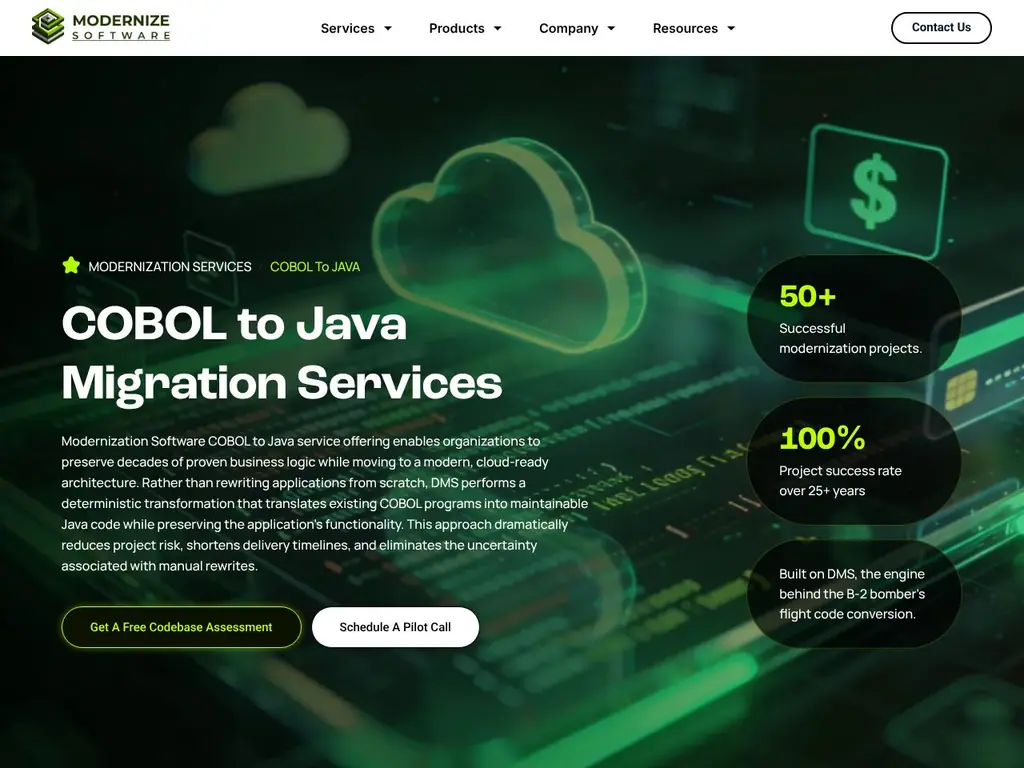 MODERNIZE
SOFTWARE
Services
Products
Company
Resources
Contact Us
MODERNIZATION SERVICES
COBOL To JAVA
COBOL to Java
Migration Services
Modernization Software COBOL to Java service offering enables organizations to
preserve decades of proven business logic while moving to a modern, cloud-ready
architecture. Rather than rewriting applications from scratch, DMS performs a
deterministic transformation that translates existing COBOL programs into maintainable
Java code while preserving the application's functionality. This approach dramatically
reduces project risk, shortens delivery timelines, and eliminates the uncertainty
associated with manual rewrites.
Get A Free Codebase Assessment
Schedule A Pilot Call
$
50+
Successful
modernization projects.
100%
Project success rate
over 25+ years
Built on DMS, the engine
behind the B-2 bomber's
flight code conversion.